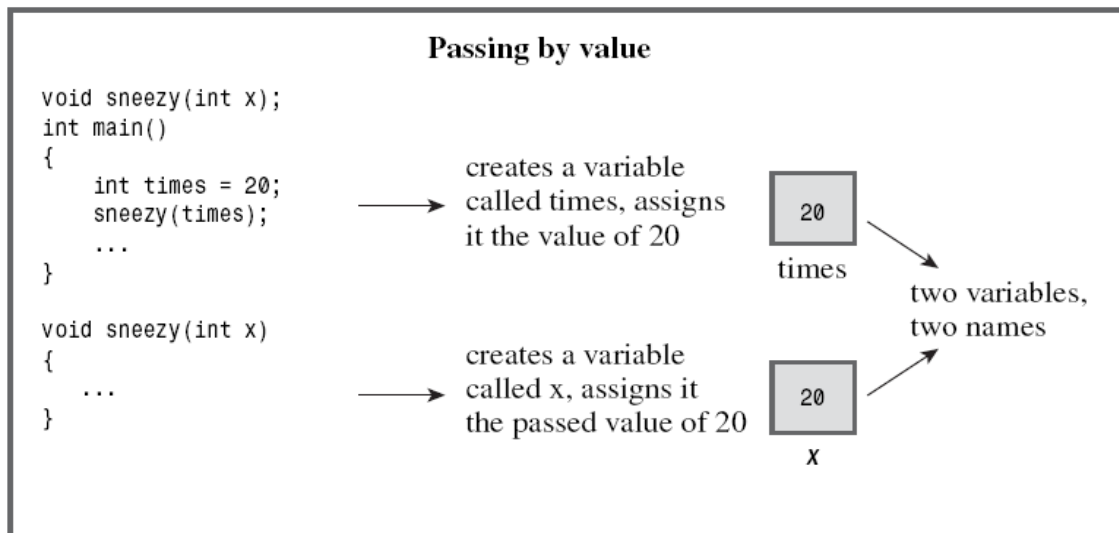 Passing by value
void sneezy(int x);
int main()
{
    int times = 20;
    sneezy(times);
    ...
}
creates a variable
called times, assigns
it the value of 20
20
times
two variables,
two names
void sneezy(int x)
{
   ...
}
creates a variable
called x, assigns it
the passed value of 20
20
x